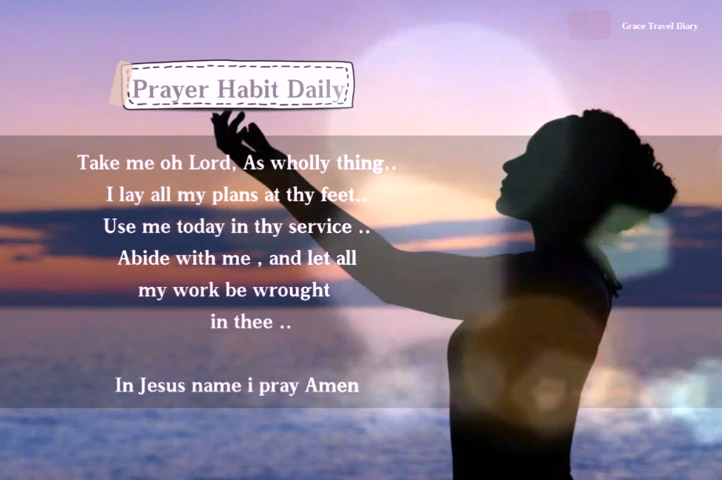 Grace Travel Diary
Prayer Habit Daily
Take me oh Lord, As wholly thing..
I lay all my plans at thy feet..
Use me today in thy service ..
Abide with me , and let all
my work be wrought
in thee ..
In Jesus name i pray Amen